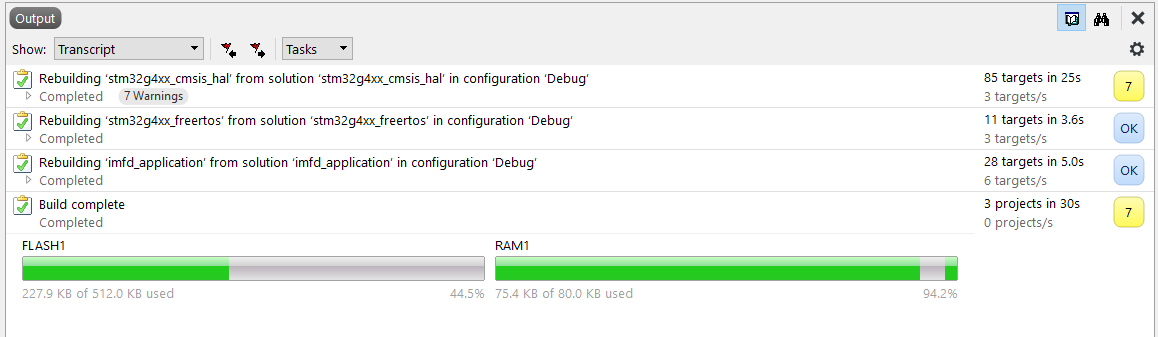 Output
Show: Transcript Tasks
Rebuilding ‘stm32g4xx_cmsis_hal’ from solution ‘stm32g4xx_cmsis_hal’ in configuration ‘Debug’ 85 targets in 25s
Completed 7 Warnings 3 targets/s 7
Rebuilding ‘stm32g4xx_freertos’ from solution ‘stm32g4xx_freertos’ in configuration ‘Debug’ 11 targets in 3.6s
Completed 3 targets/s OK
Rebuilding ‘imfd_application’ from solution ‘imfd_application’ in configuration ‘Debug’ 28 targets in 5.0s
Completed 6 targets/s OK
Build complete 3 projects in 30s
Completed 0 projects/s 7
FLASH1 RAM1
227.9 KB of 512.0 KB used 44.5% 75.4 KB of 80.0 KB used 94.2%